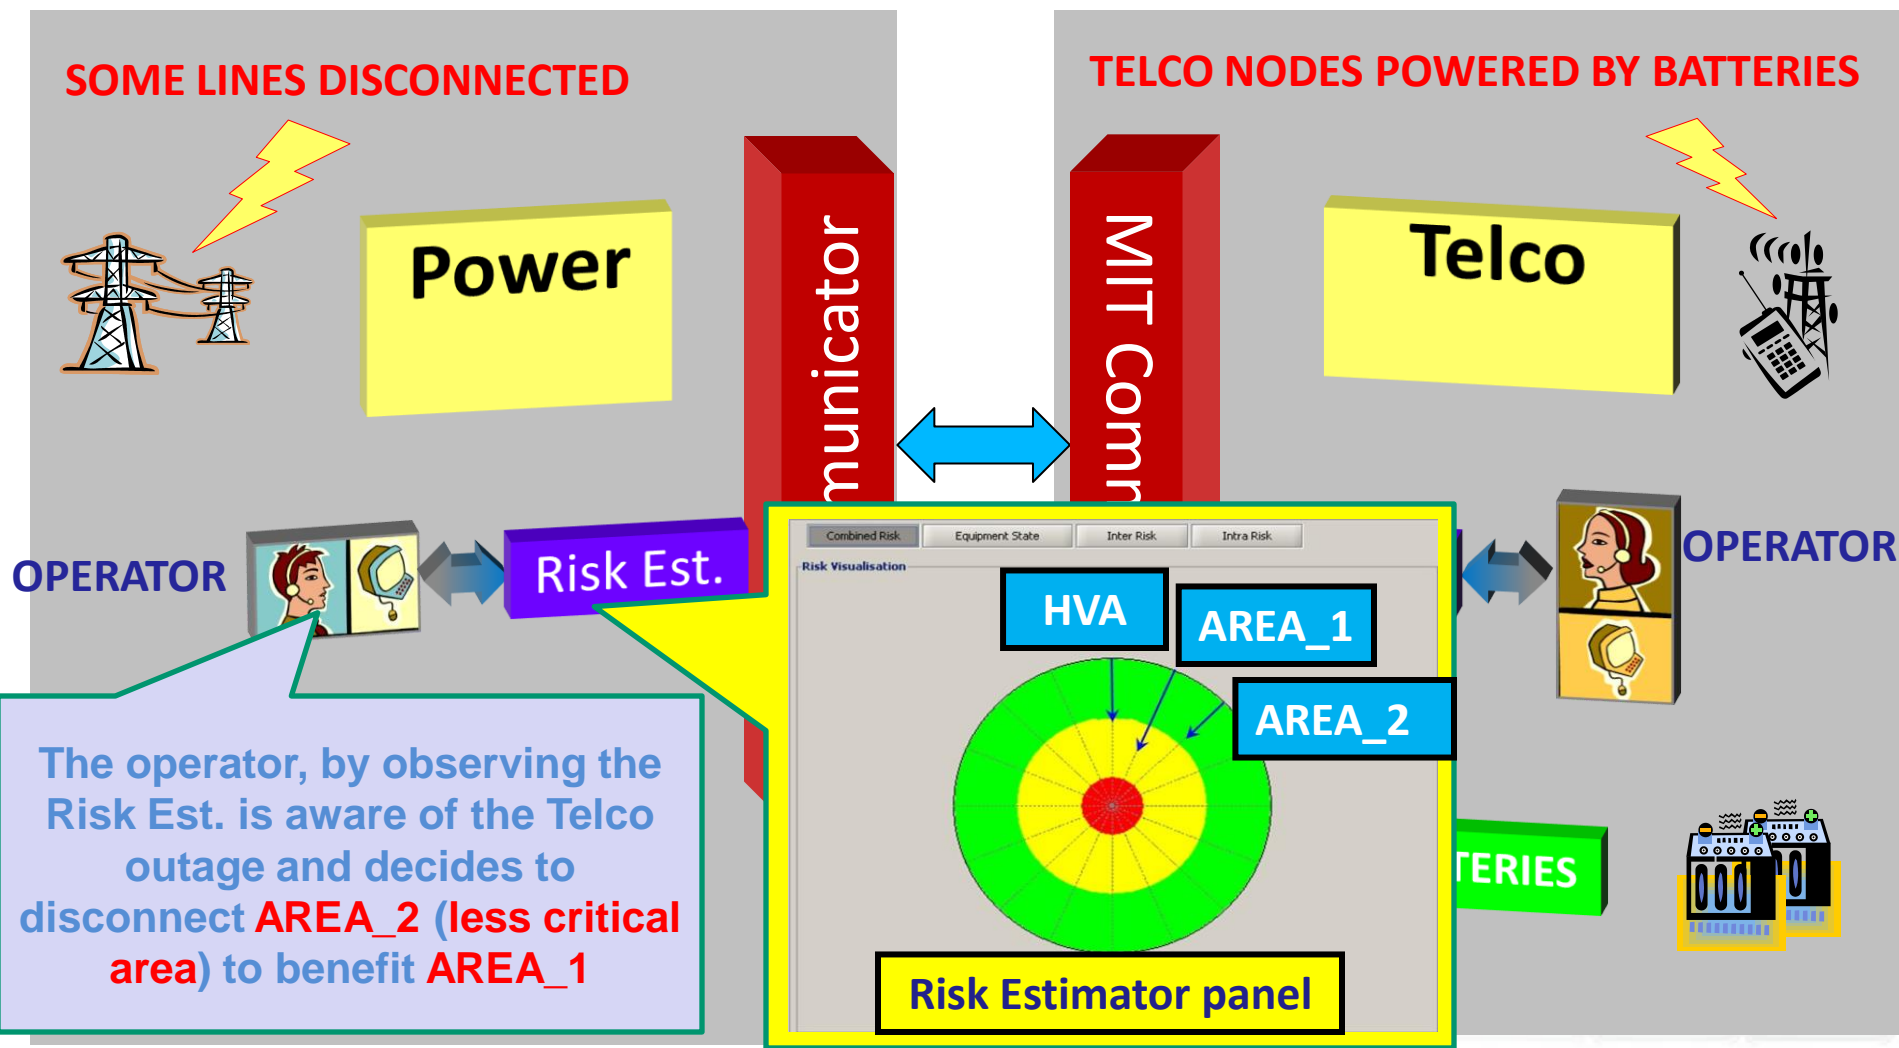 SOME LINES DISCONNECTED
TELCO NODES POWERED BY BATTERIES
Power
Telco
municator
MIT Com
OPERATOR
Risk Est.
OPERATOR
Combined Risk
Equipment State
Inter Risk
Intra Risk
Risk Visualisation
HVA
AREA_1
AREA_2
The operator, by observing the
Risk Est. is aware of the Telco
outage and decides to
disconnect AREA_2 (less critical
area) to benefit AREA_1
TERIES
Risk Estimator panel